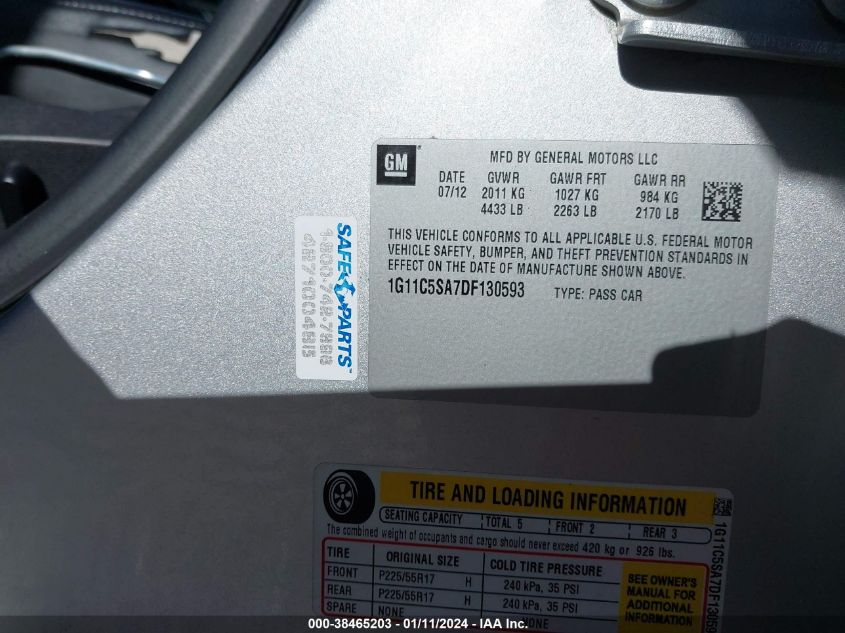 GM
MFD BY GENERAL MOTORS LLC
DATE GVWR GAWR FRT GAWR RR
07/12 2011 KG 1027 KG 984 KG
4433 LB 2263 LB 2170 LB
THIS VEHICLE CONFORMS TO ALL APPLICABLE U.S. FEDERAL MOTOR
VEHICLE SAFETY, BUMPER, AND THEFT PREVENTION STANDARDS IN
EFFECT ON THE DATE OF MANUFACTURE SHOWN ABOVE.
1G11C5SA7DF130593 TYPE: PASS CAR
SAFE PARTS
TIRE AND LOADING INFORMATION
SEATING CAPACITY TOTAL 5 FRONT 2 REAR 3
The combined weight of occupants and cargo should never exceed 420 kg or 926 lbs.
TIRE ORIGINAL SIZE COLD TIRE PRESSURE
FRONT P225/55R17 H 240 kPa, 35 PSI
REAR P225/55R17 H 240 kPa, 35 PSI
SPARE NONE NONE
SEE OWNER'S
MANUAL FOR
ADDITIONAL
INFORMATION
1G11C5SA7DF13059
000-38465203 - 01/11/2024 - IAA Inc.